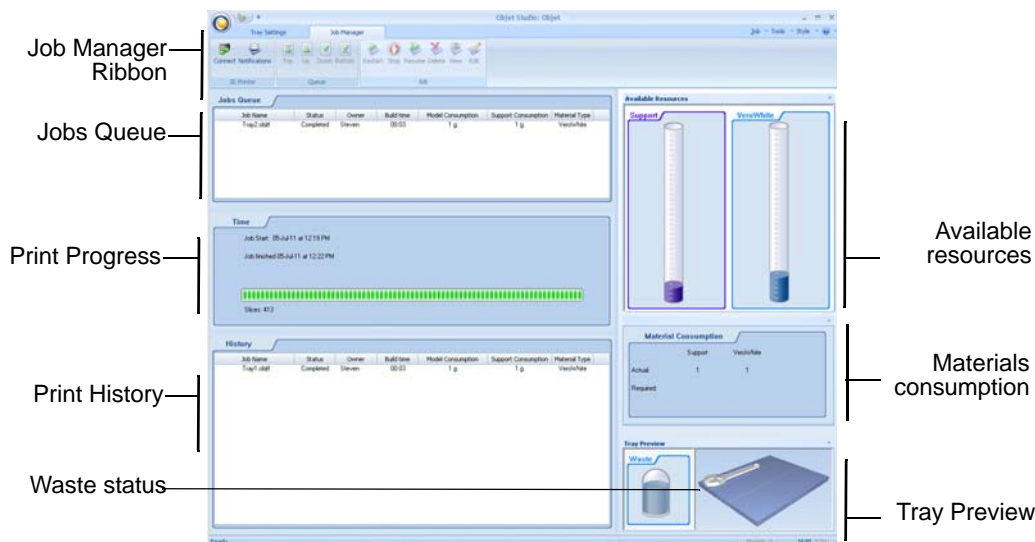 Objet Studio: Objet
Tray Settings
Job Manager
Job - Tools - Style -
Connect Notifications Top Up Down Bottom Restart Stop Resume Delete View Edit
3D Printer Queue Job
Job Manager
Ribbon
Jobs Queue
Jobs Queue
Job Name Status Owner Build time Model Consumption Support Consumption Material Type
Tray2.objtf Completed Steven 00:03 1 g 1 g VeroWhite
Available Resources
Support
VeroWhite
Available
resources
Time
Job Start: 05-Jul-11 at 12:19 PM
Job finished 05-Jul-11 at 12:22 PM
Slices: 413
Print Progress
History
Job Name Status Owner Build time Model Consumption Support Consumption Material Type
Tray1.objtf Completed Steven 00:03 1 g 1 g VeroWhite
Print History
Material Consumption
Support VeroWhite
Actual: 1 1
Required:
Materials
consumption
Tray Preview
Waste
Waste status
Tray Preview
Ready